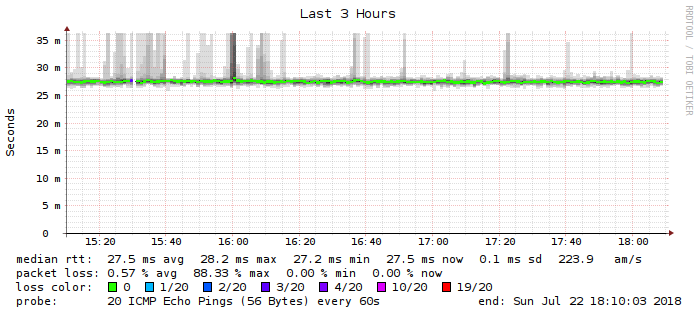 Last 3 Hours
RRDTOOL / TOBI OETIKER
Seconds
35 m
30 m
25 m
20 m
15 m
10 m
5 m
0
15:20 15:40 16:00 16:20 16:40 17:00 17:20 17:40 18:00
median rtt: 27.5 ms avg 28.2 ms max 27.2 ms min 27.5 ms now 0.1 ms sd 223.9 am/s
packet loss: 0.57 % avg 88.33 % max 0.00 % min 0.00 % now
loss color: 0 1/20 2/20 3/20 4/20 10/20 19/20
probe: 20 ICMP Echo Pings (56 Bytes) every 60s end: Sun Jul 22 18:10:03 2018